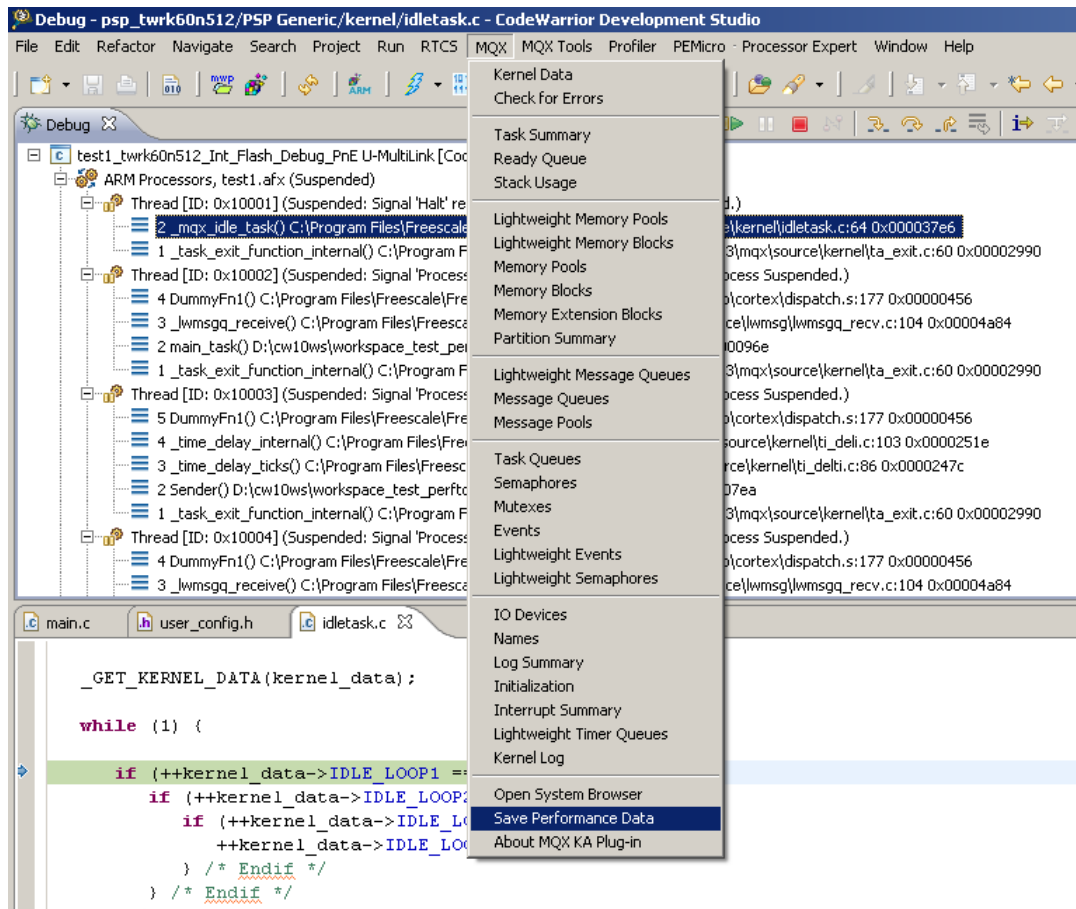 Debug - psp_twrk60n512/PSP Generic/kernel/idletask.c - CodeWarrior Development Studio
File Edit Refactor Navigate Search Project Run RTCS MQX MQX Tools Profiler PEMicro Processor Expert Window Help
Debug
test1_twrk60n512_Int_Flash_Debug_PnE U-MultiLink [Coc
ARM Processors, test1.afx (Suspended)
Thread [ID: 0x10001] (Suspended: Signal 'Halt' re d.)
2 _mqx_idle_task() C:\Program Files\Freescale e\kernel\idletask.c:64 0x000037e6
1 _task_exit_function_internal() C:\Program F 3\mqx\source\kernel\ta_exit.c:60 0x00002990
Thread [ID: 0x10002] (Suspended: Signal 'Process ocess Suspended.)
4 DummyFn1() C:\Program Files\Freescale\Fre \cortex\dispatch.s:177 0x00000456
3 _lwmsgq_receive() C:\Program Files\Freesca ce\lwmsg\lwmsgq_recv.c:104 0x00004a84
2 main_task() D:\cw10ws\workspace_test_per 0096e
1 _task_exit_function_internal() C:\Program F 3\mqx\source\kernel\ta_exit.c:60 0x00002990
Thread [ID: 0x10003] (Suspended: Signal 'Process ocess Suspended.)
5 DummyFn1() C:\Program Files\Freescale\Fre \cortex\dispatch.s:177 0x00000456
4 _time_delay_internal() C:\Program Files\Free ource\kernel\ti_deli.c:103 0x0000251e
3 _time_delay_ticks() C:\Program Files\Freesc rce\kernel\ti_delti.c:86 0x0000247c
2 Sender() D:\cw10ws\workspace_test_perfto 07ea
1 _task_exit_function_internal() C:\Program F 3\mqx\source\kernel\ta_exit.c:60 0x00002990
Thread [ID: 0x10004] (Suspended: Signal 'Process ocess Suspended.)
4 DummyFn1() C:\Program Files\Freescale\Fre \cortex\dispatch.s:177 0x00000456
3 _lwmsgq_receive() C:\Program Files\Freesca ce\lwmsg\lwmsgq_recv.c:104 0x00004a84
Kernel Data
Check for Errors
Task Summary
Ready Queue
Stack Usage
Lightweight Memory Pools
Lightweight Memory Blocks
Memory Pools
Memory Blocks
Memory Extension Blocks
Partition Summary
Lightweight Message Queues
Message Queues
Message Pools
Task Queues
Semaphores
Mutexes
Events
Lightweight Events
Lightweight Semaphores
IO Devices
Names
Log Summary
Initialization
Interrupt Summary
Lightweight Timer Queues
Kernel Log
Open System Browser
Save Performance Data
About MQX KA Plug-in
main.c user_config.h idletask.c
_GET_KERNEL_DATA(kernel_data);
while (1) {
if (++kernel_data->IDLE_LOOP1 ==
if (++kernel_data->IDLE_LOOP2
if (++kernel_data->IDLE_LO
++kernel_data->IDLE_LOO
} /* Endif */
} /* Endif */